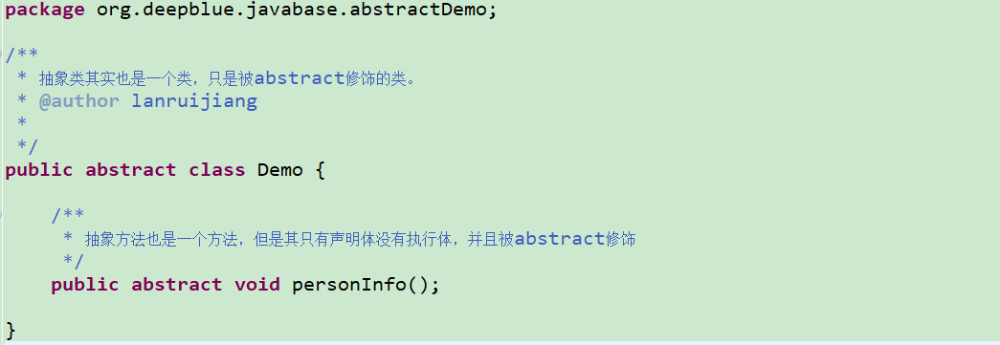 package org.deepblue.javabase.abstractDemo;
/**
* 抽象类其实也是一个类，只是被abstract修饰的类。
* @author lanruijiang
*
*/
public abstract class Demo {
/**
* 抽象方法也是一个方法，但是其只有声明体没有执行体，并且被abstract修饰
*/
public abstract void personInfo();
}